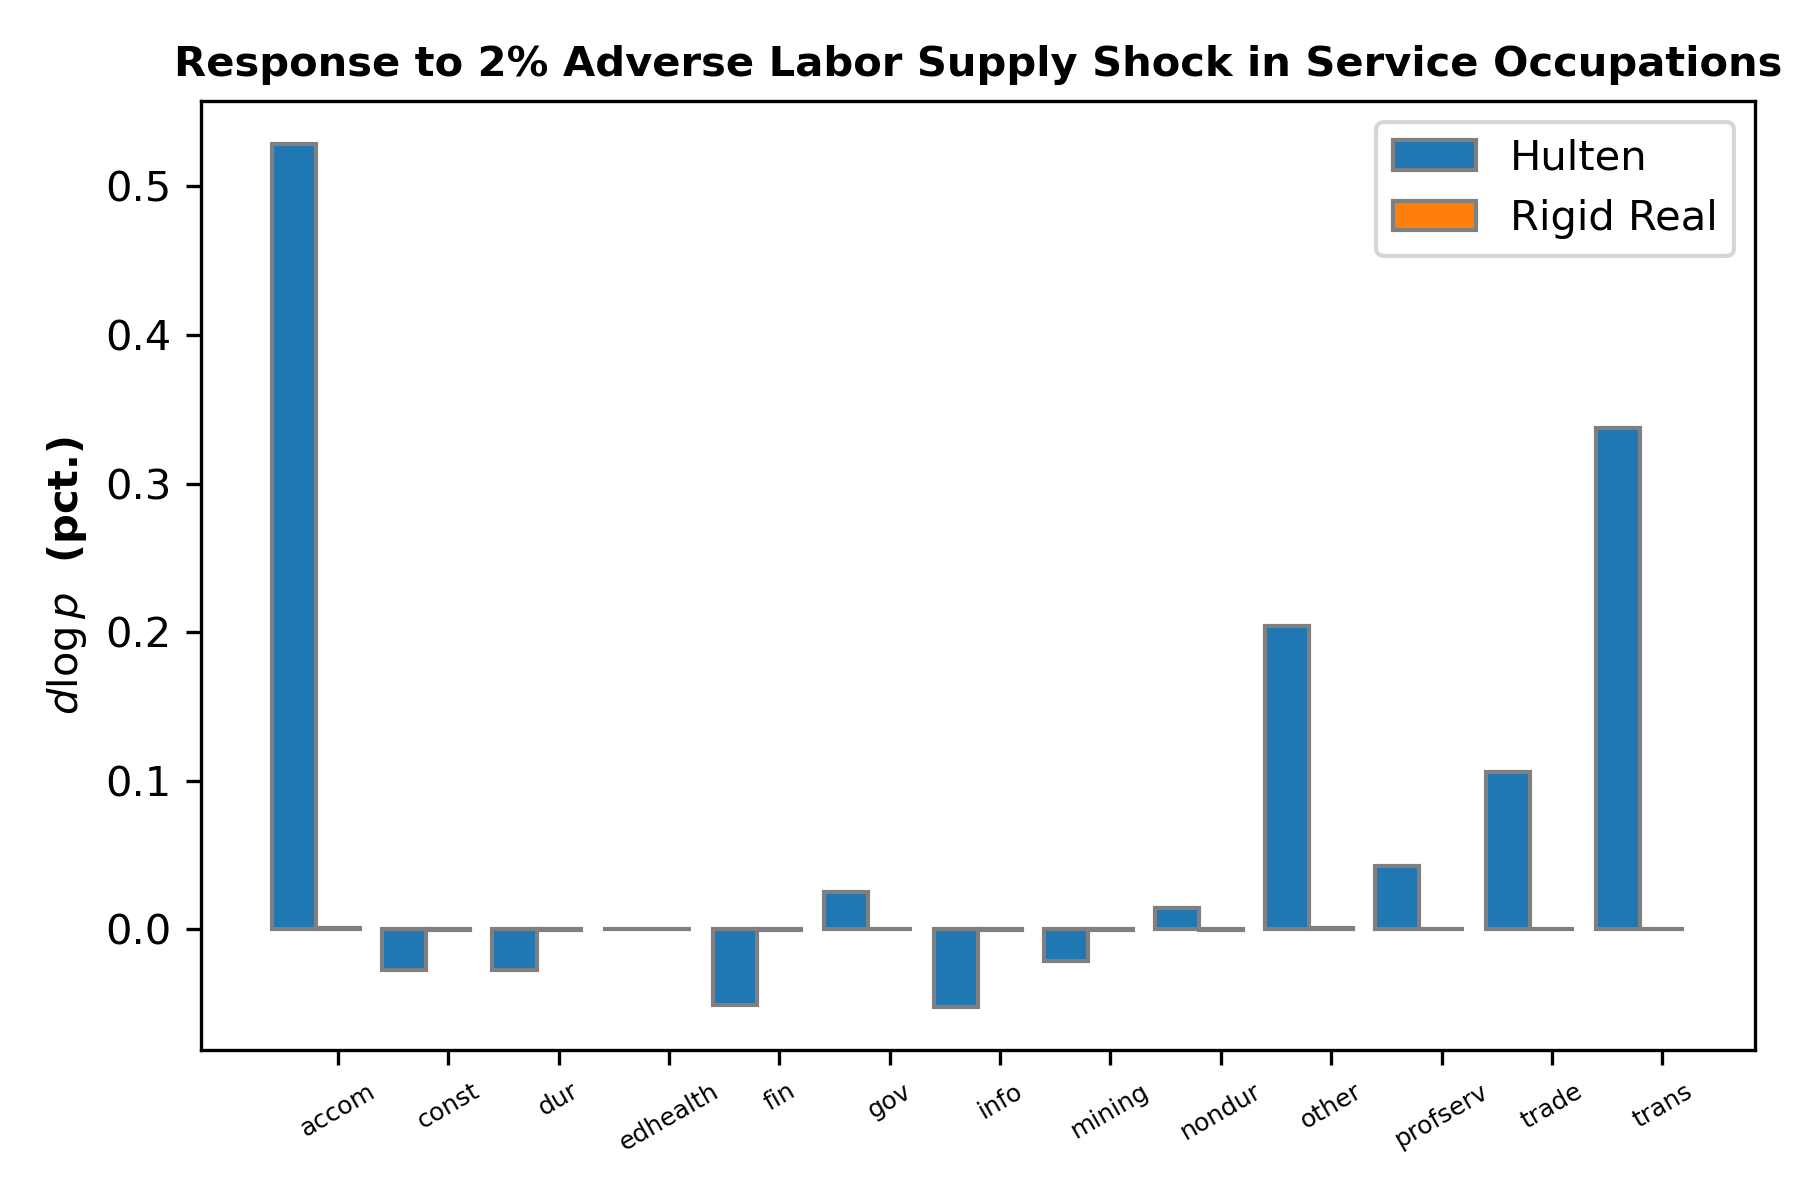 Response to 2% Adverse Labor Supply Shock in Service Occupations
Hulten
Rigid Real
d log p (pct.)
0.5
0.4
0.3
0.2
0.1
0.0
accom
const
dur
edhealth
fin
gov
info
mining
nondur
other
profserv
trade
trans